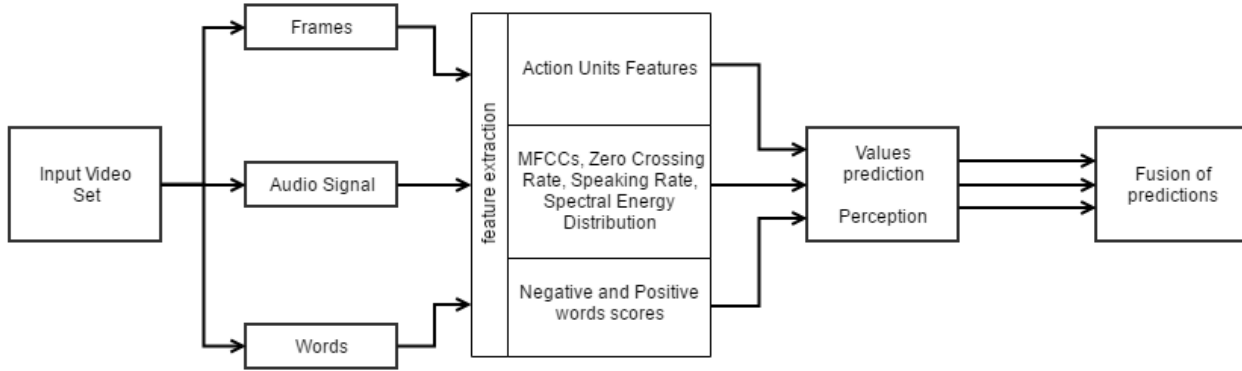 Input Video
Set
Frames
Audio Signal
Words
feature extraction
Action Units Features
MFCCs, Zero Crossing
Rate, Speaking Rate,
Spectral Energy
Distribution
Negative and Positive
words scores
Values
prediction
Perception
Fusion of
predictions